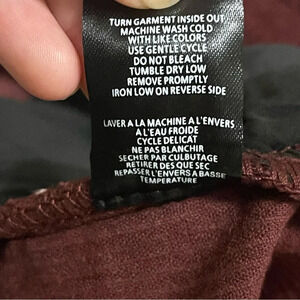 TURN GARMENT INSIDE OUT
MACHINE WASH COLD
WITH LIKE COLORS
USE GENTLE CYCLE
DO NOT BLEACH
TUMBLE DRY LOW
REMOVE PROMPTLY
IRON LOW ON REVERSE SIDE
LAVER A LA MACHINE A L'ENVERS
A L'EAU FROIDE
CYCLE DELICAT
NE PAS BLANCHIR
SECHER PAR CULBUTAGE
RETIRER DES QUE SEC
REPASSER L'ENVERS A BASSE
TEMPERATURE